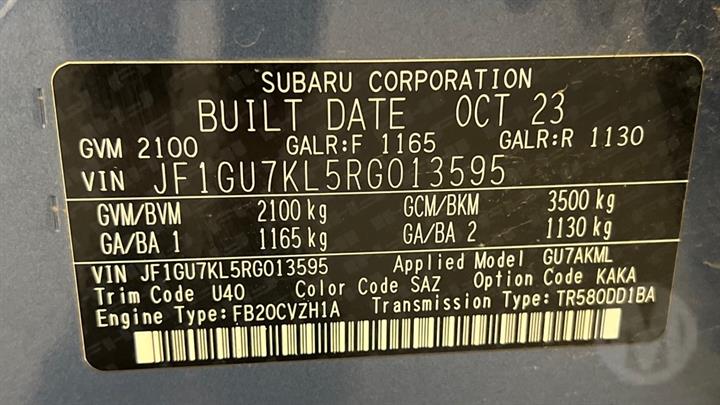 SUBARU CORPORATION
BUILT DATE OCT 23
GVM 2100 GALR:F 1165 GALR:R 1130
VIN JF1GU7KL5RG013595
GVM/BVM 2100 kg GCM/BKM 3500 kg
GA/BA 1 1165 kg GA/BA 2 1130 kg
VIN JF1GU7KL5RG013595 Applied Model GU7AKML
Trim Code U40 Color Code SAZ Option Code KAKA
Engine Type: FB20CVZH1A Transmission Type: TR580DD1BA